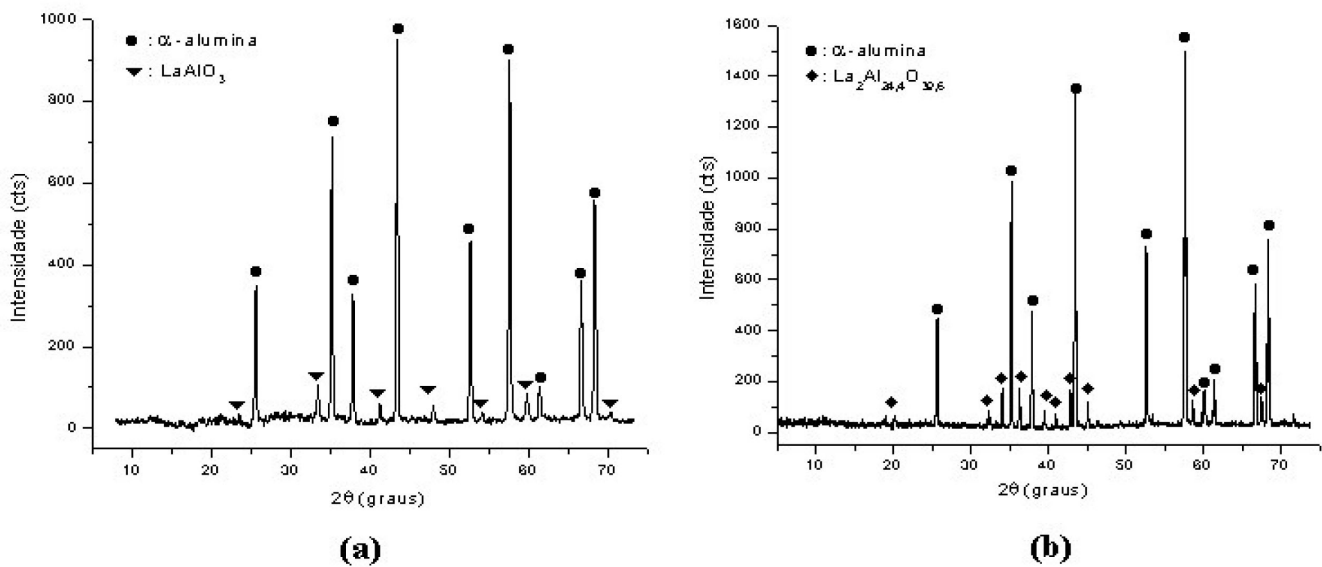 1000
800
600
400
200
0
Intensidade (cts)
● : α-alumina
▼ : LaAlO₃
10 20 30 40 50 60 70
2θ (graus)
(a)
1600
1400
1200
1000
800
600
400
200
0
Intensidade (cts)
● : α-alumina
◆ : La₂Al₂₄,₄O₃₉,₆
10 20 30 40 50 60 70
2θ (graus)
(b)